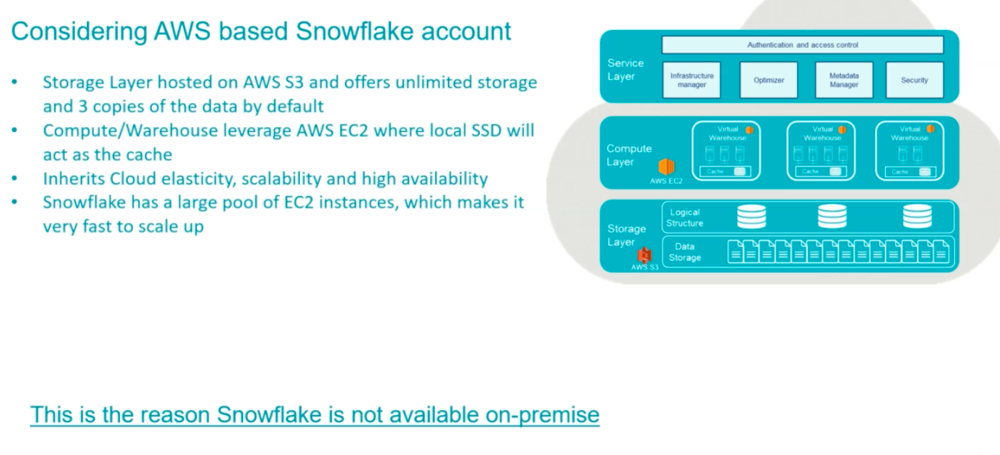 Considering AWS based Snowflake account
• Storage Layer hosted on AWS S3 and offers unlimited storage
and 3 copies of the data by default
• Compute/Warehouse leverage AWS EC2 where local SSD will
act as the cache
• Inherits Cloud elasticity, scalability and high availability
• Snowflake has a large pool of EC2 instances, which makes it
very fast to scale up
This is the reason Snowflake is not available on-premise
Service
Layer
Authentication and access control
Infrastructure
manager
Optimizer
Metadata
Manager
Security
Compute
Layer
AWS EC2
Virtual
Warehouse
Cache
Virtual
Warehouse
Cache
Virtual
Warehouse
Cache
Storage
Layer
AWS S3
Logical
Structure
Data
Storage